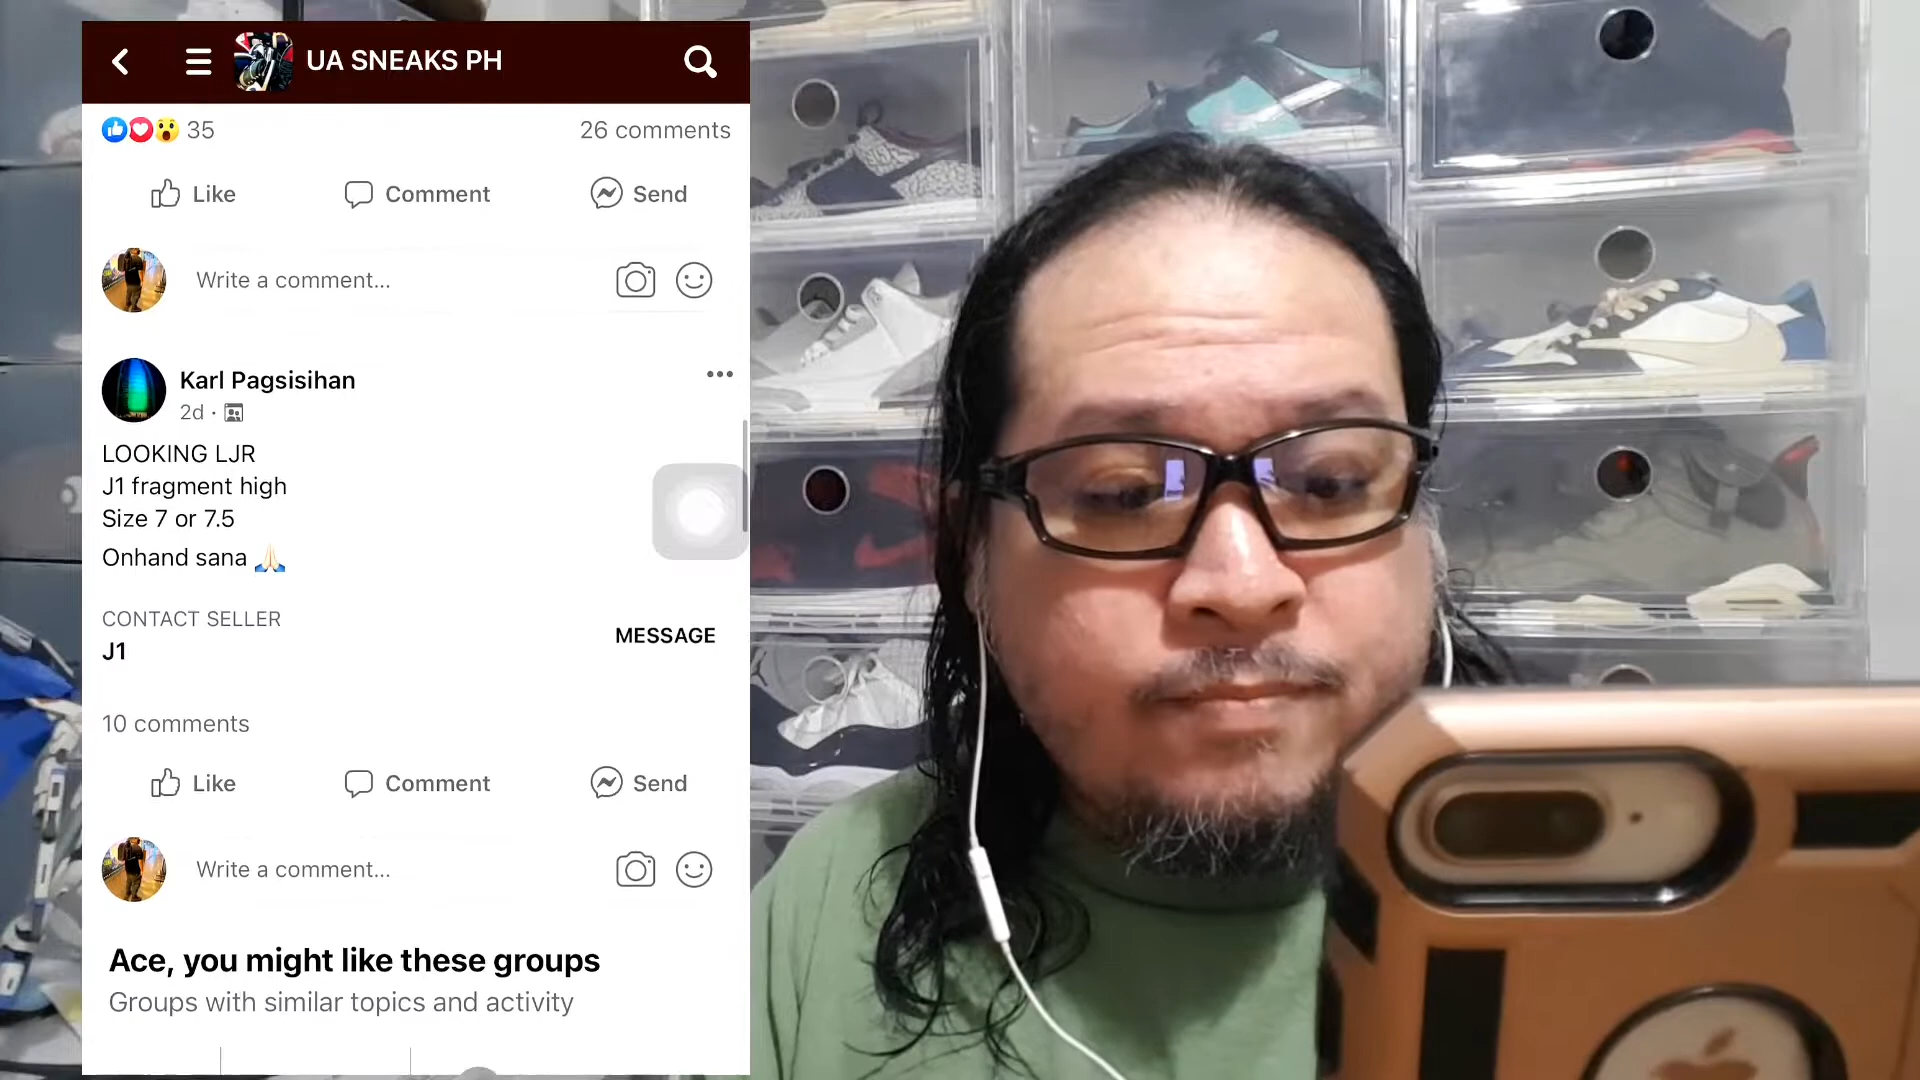 UA SNEAKS PH
35
26 comments
Like
Comment
Send
Write a comment...
Karl Pagsisihan
2d ·
LOOKING LJR
J1 fragment high
Size 7 or 7.5
Onhand sana 🙏🏻
CONTACT SELLER
J1
MESSAGE
10 comments
Like
Comment
Send
Write a comment...
Ace, you might like these groups
Groups with similar topics and activity